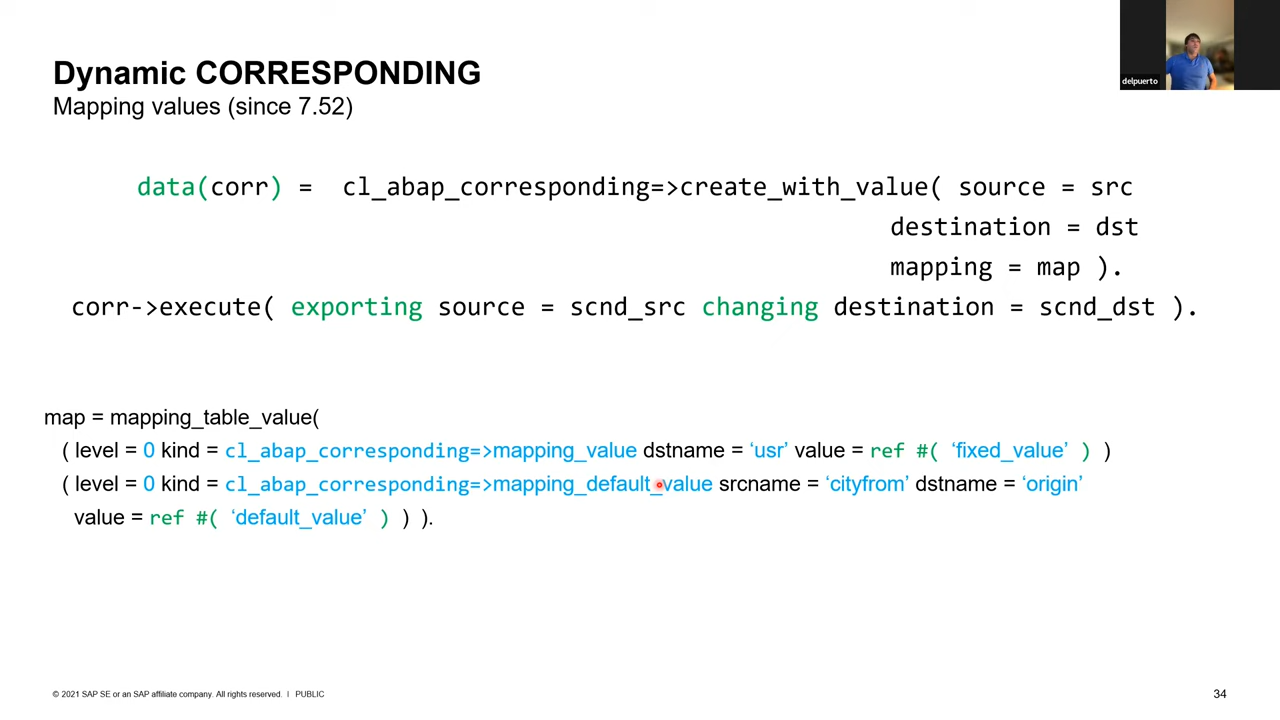 Dynamic CORRESPONDING
Mapping values (since 7.52)
delpuerto
data(corr) = cl_abap_corresponding=>create_with_value( source = src
destination = dst
mapping = map ).
corr->execute( exporting source = scnd_src changing destination = scnd_dst ).
map = mapping_table_value(
( level = 0 kind = cl_abap_corresponding=>mapping_value dstname = ‘usr’ value = ref #( ‘fixed_value’ ) )
( level = 0 kind = cl_abap_corresponding=>mapping_default_value srcname = ‘cityfrom’ dstname = ‘origin’
value = ref #( ‘default_value’ ) ) ).
© 2021 SAP SE or an SAP affiliate company. All rights reserved. | PUBLIC
34